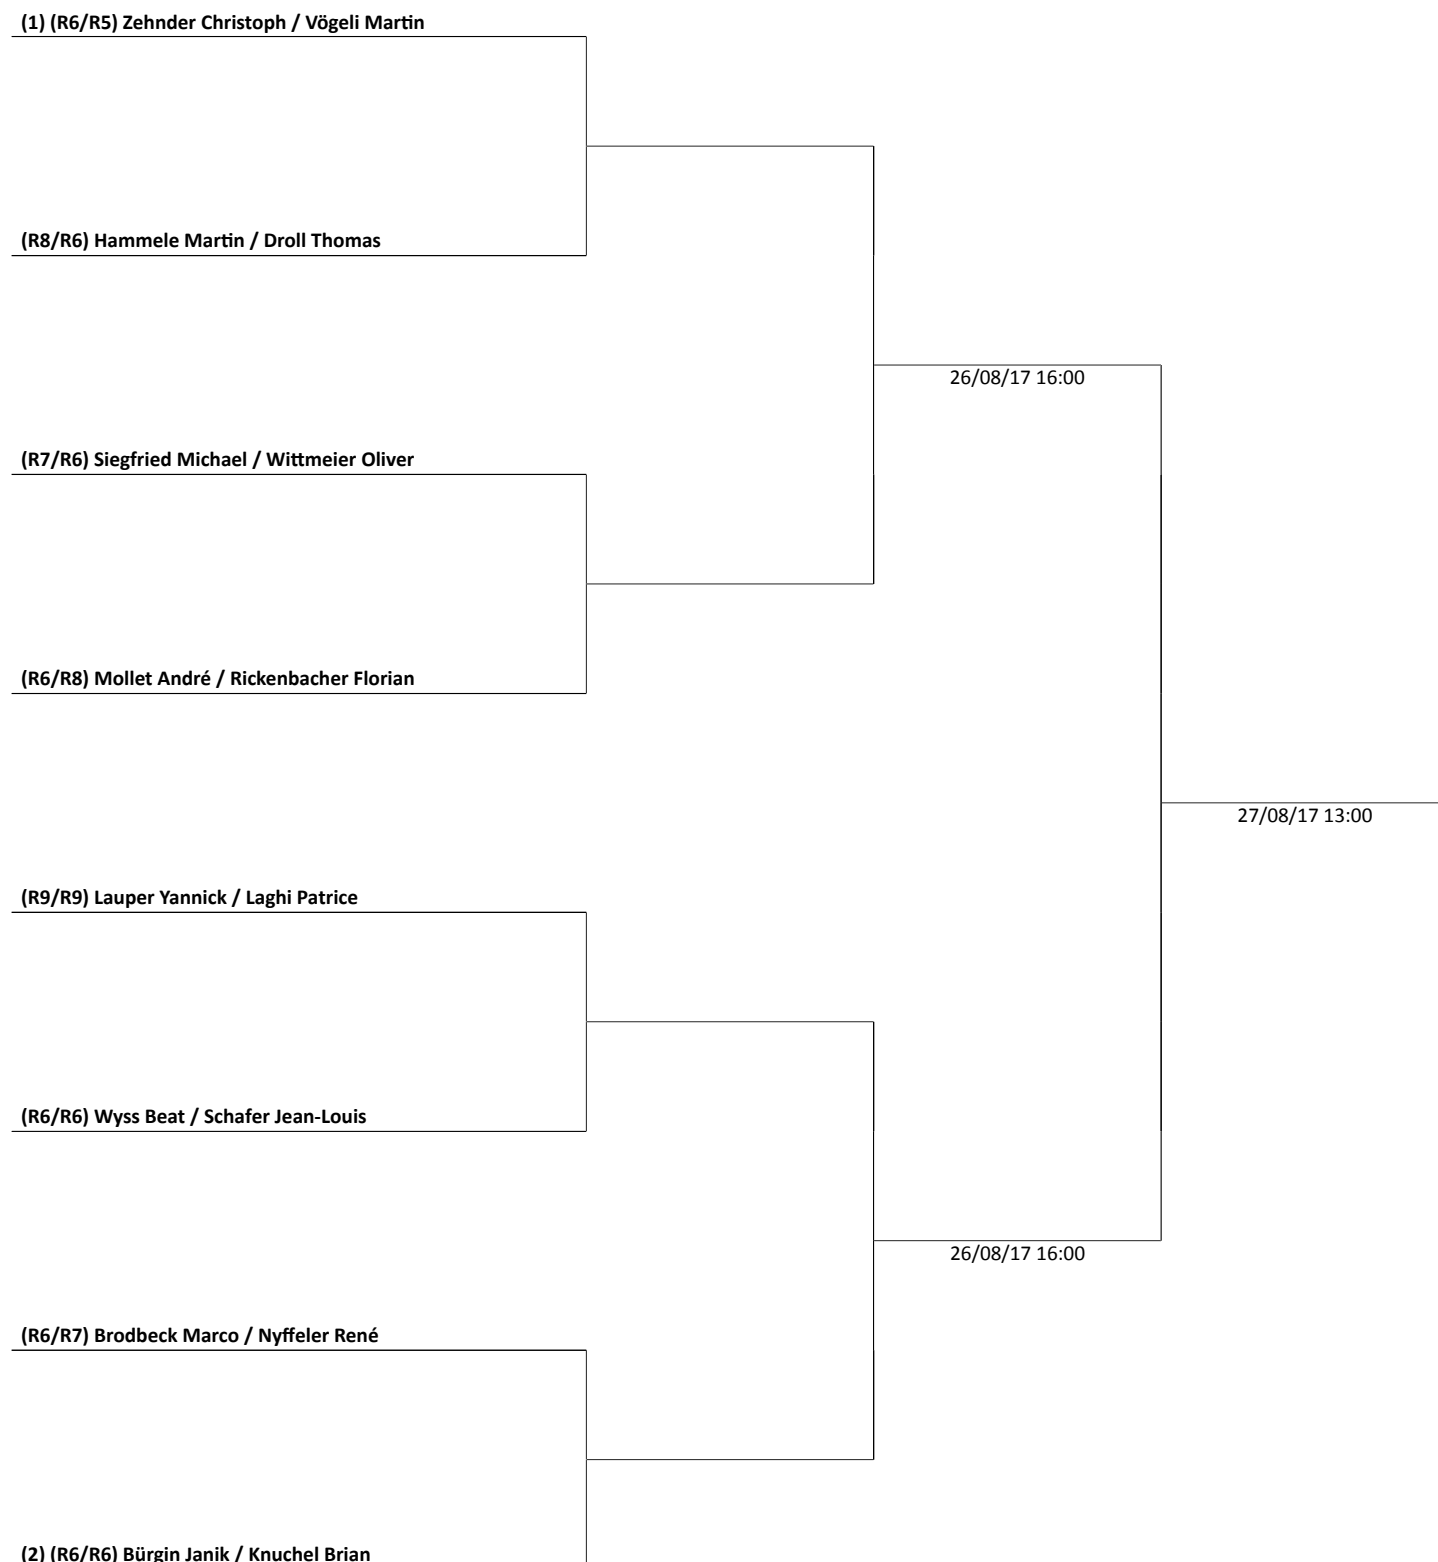 (1) (R6/R5) Zehnder Christoph / Vögeli Martin
(R8/R6) Hammele Martin / Droll Thomas
26/08/17 16:00
(R7/R6) Siegfried Michael / Wittmeier Oliver
(R6/R8) Mollet André / Rickenbacher Florian
27/08/17 13:00
(R9/R9) Lauper Yannick / Laghi Patrice
(R6/R6) Wyss Beat / Schafer Jean-Louis
26/08/17 16:00
(R6/R7) Brodbeck Marco / Nyffeler René
(2) (R6/R6) Bürgin Janik / Knuchel Brian